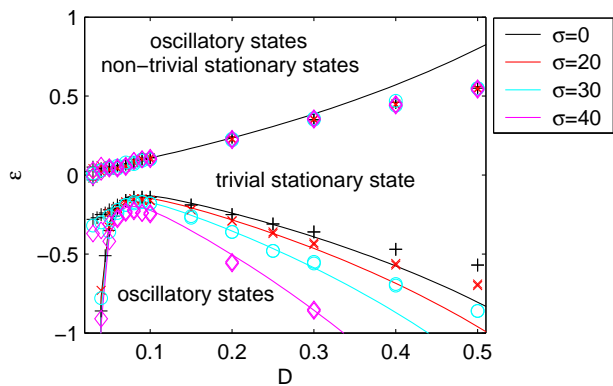 oscillatory states
non-trivial stationary states
trivial stationary state
oscillatory states
1
0.5
0
−0.5
−1
ε
0.1
0.2
0.3
0.4
0.5
D
σ=0
σ=20
σ=30
σ=40